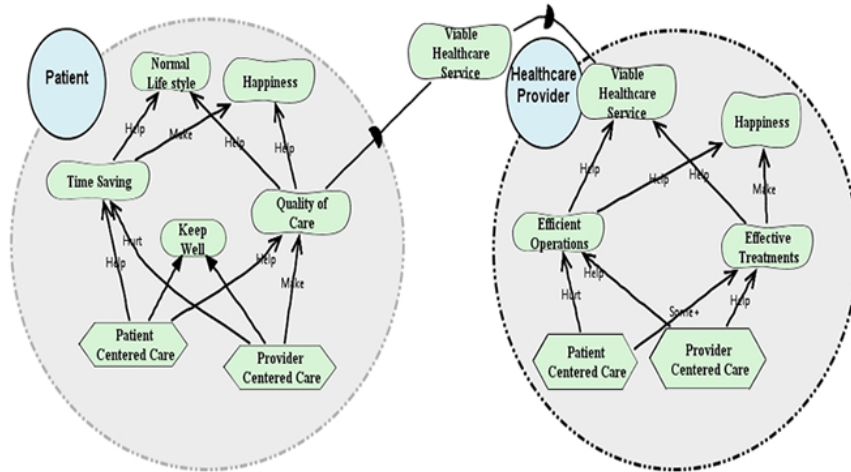 Patient
Normal
Life style
Happiness
Help
Make
Help
Help
Time Saving
Quality of
Care
Keep
Well
Hurt
Help
Help
Make
Patient
Centered Care
Provider
Centered Care
Viable
Healthcare
Service
Healthcare
Provider
Viable
Healthcare
Service
Happiness
Help
Help
Help
Make
Efficient
Operations
Effective
Treatments
Hurt
Help
Some+
Help
Patient
Centered Care
Provider
Centered Care